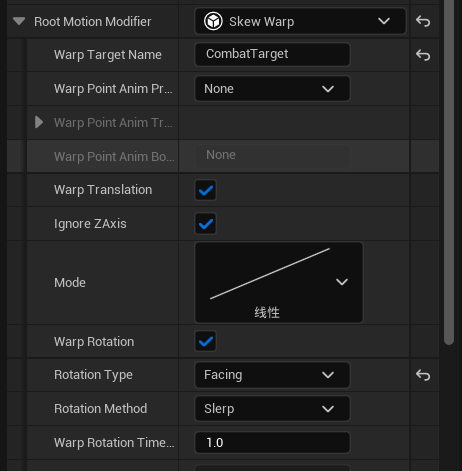 Root Motion Modifier
Skew Warp
Warp Target Name
CombatTarget
Warp Point Anim Pr...
None
Warp Point Anim Tr...
Warp Point Anim Bo...
None
Warp Translation
Ignore ZAxis
Mode
线性
Warp Rotation
Rotation Type
Facing
Rotation Method
Slerp
Warp Rotation Time...
1.0